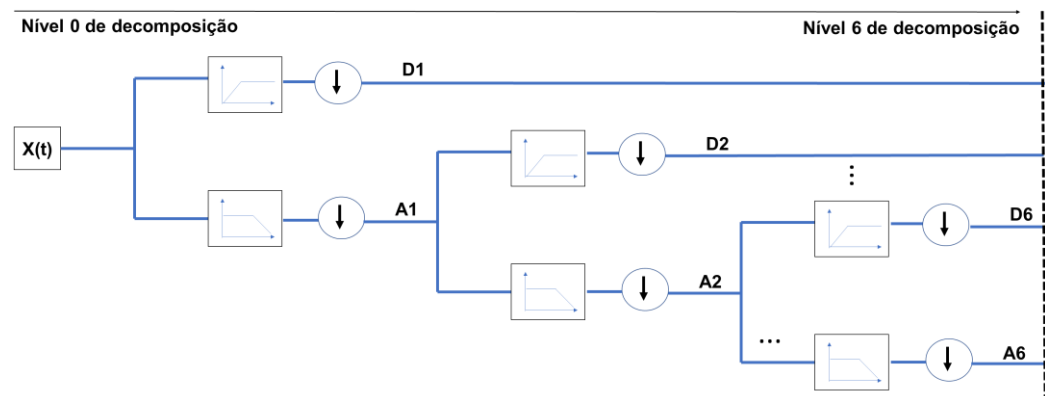 Nível 0 de decomposição
Nível 6 de decomposição
D1
X(t)
D2
⋮
A1
D6
A2
...
A6